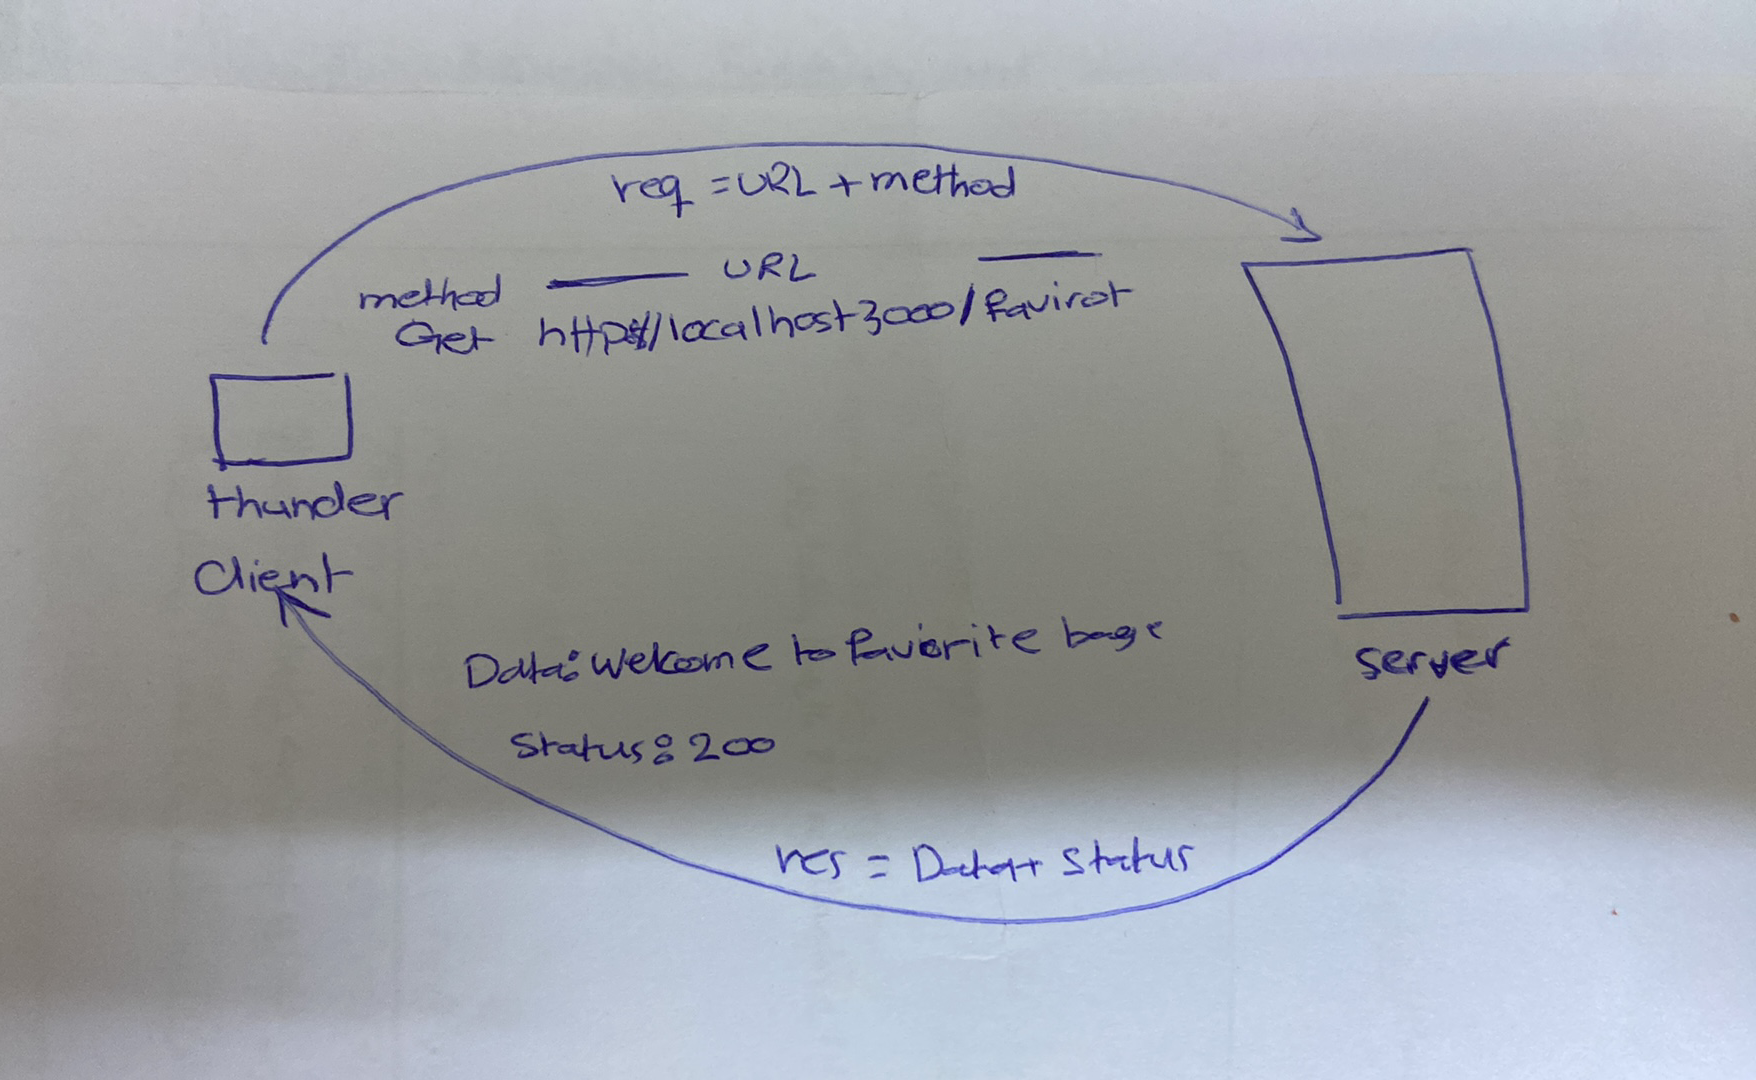 req = URL + method
method URL
Get http://localhost3000/favirot
thunder
Client
server
Data: Welcome to favorite bage
Status: 200
res = Data + Status